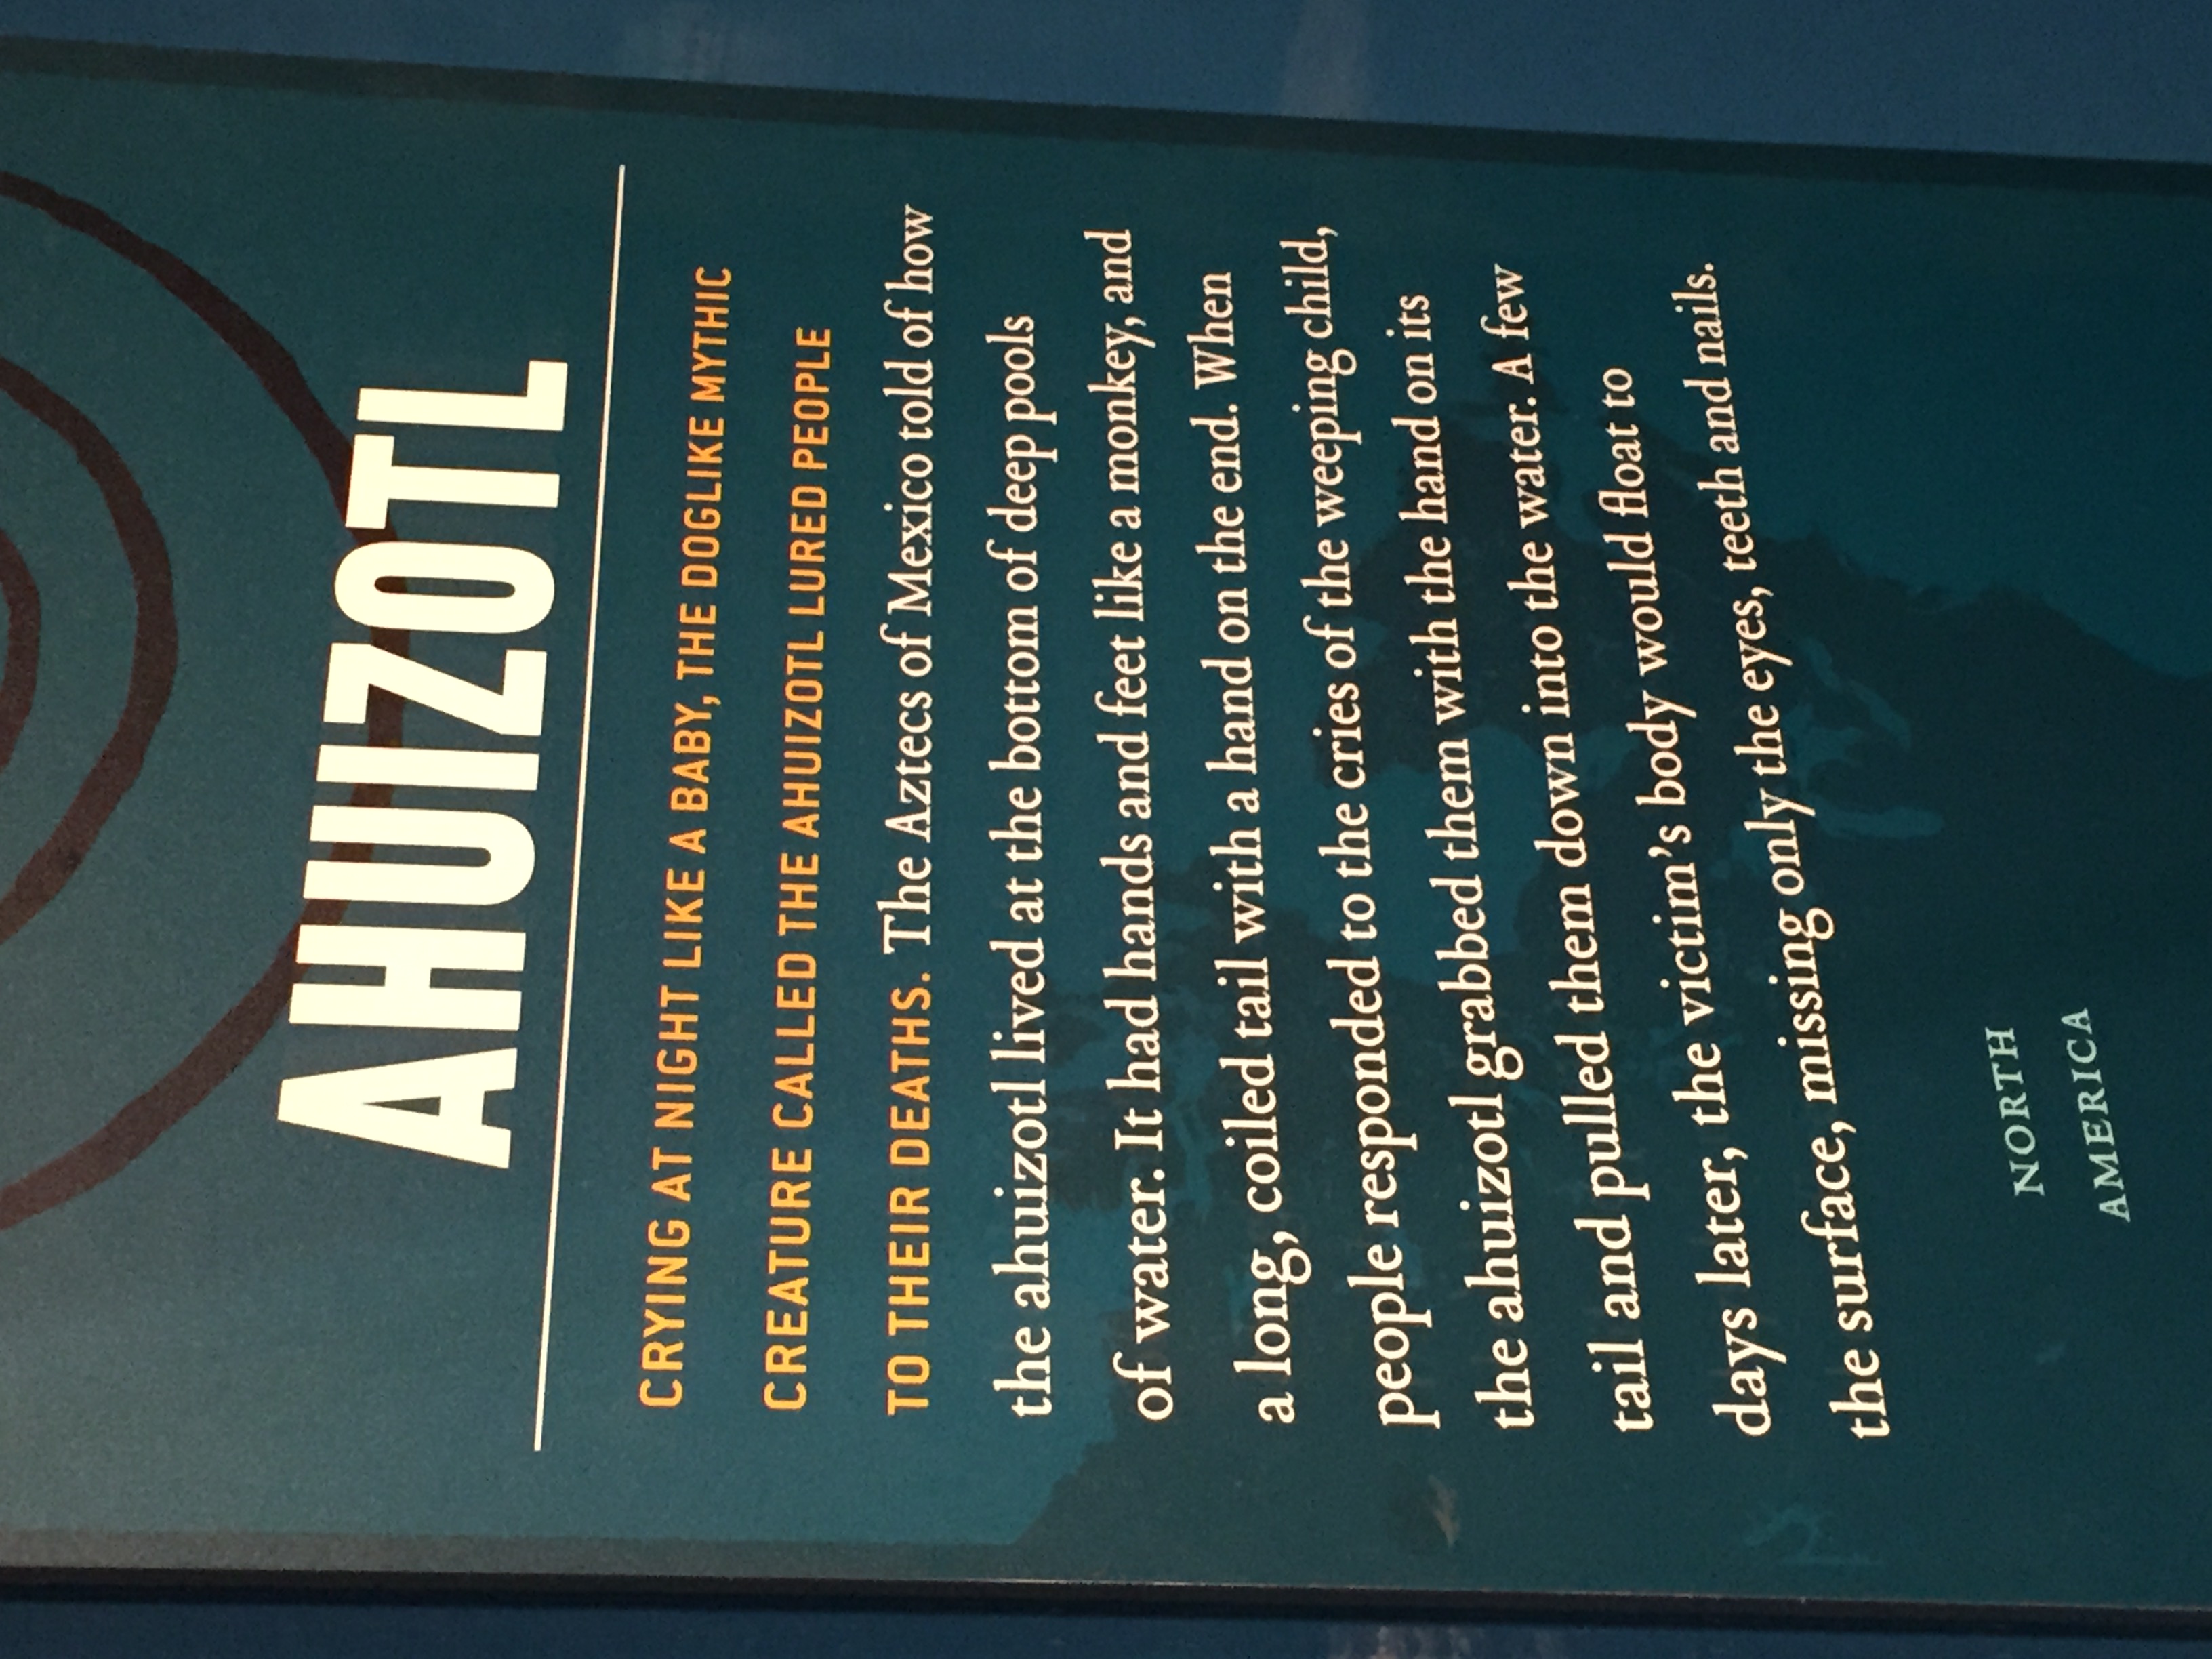 AHUIZOTL
CRYING AT NIGHT LIKE A BABY, THE DOGLIKE MYTHIC
CREATURE CALLED THE AHUIZOTL LURED PEOPLE
TO THEIR DEATHS. The Aztecs of Mexico told of how
the ahuizotl lived at the bottom of deep pools
of water. It had hands and feet like a monkey, and
a long, coiled tail with a hand on the end. When
people responded to the cries of the weeping child,
the ahuizotl grabbed them with the hand on its
tail and pulled them down into the water. A few
days later, the victim's body would float to
the surface, missing only the eyes, teeth and nails.
NORTH
AMERICA